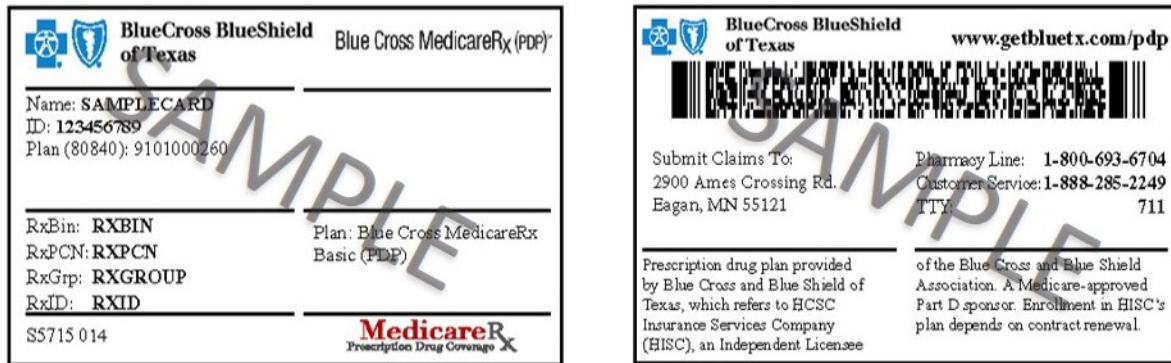 BlueCross BlueShield
of Texas
Blue Cross MedicareRx (PDP)℠
Name: SAMPLECARD
ID: 123456789
Plan (80840): 9101000260
RxBin: RXBIN
RxPCN: RXPCN
RxGrp: RXGROUP
RxID: RXID
Plan: Blue Cross MedicareRx
Basic (PDP)
S5715 014
MedicareRx
Prescription Drug Coverage
SAMPLE
BlueCross BlueShield
of Texas
www.getbluetx.com/pdp
Submit Claims To:
2900 Ames Crossing Rd.
Eagan, MN 55121
Pharmacy Line: 1-800-693-6704
Customer Service: 1-888-285-2249
TTY: 711
Prescription drug plan provided
by Blue Cross and Blue Shield of
Texas, which refers to HCSC
Insurance Services Company
(HISC), an Independent Licensee
of the Blue Cross and Blue Shield
Association. A Medicare-approved
Part D sponsor. Enrollment in HISC's
plan depends on contract renewal.
SAMPLE